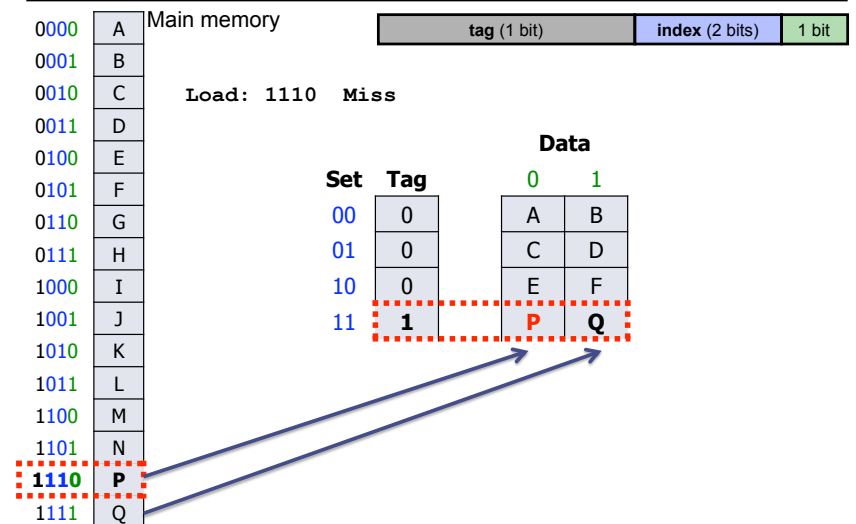 Main memory
tag (1 bit) index (2 bits) 1 bit
0000 A
0001 B
0010 C
0011 D
0100 E
0101 F
0110 G
0111 H
1000 I
1001 J
1010 K
1011 L
1100 M
1101 N
1110 P
1111 Q
Load: 1110 Miss
Data
Set Tag 0 1
00 0 A B
01 0 C D
10 0 E F
11 1 P Q